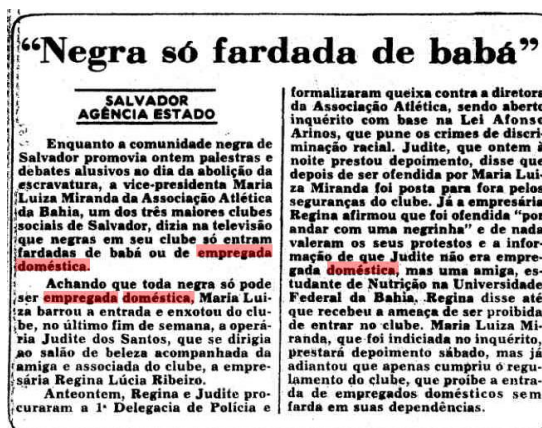 “Negra só fardada de babá”
SALVADOR
AGÊNCIA ESTADO
Enquanto a comunidade negra de
Salvador promovia ontem palestras e
debates alusivos ao dia da abolição da
escravatura, a vice-presidenta Maria
Luiza Miranda da Associação Atlética
da Bahia, um dos três maiores clubes
sociais de Salvador, dizia na televisão
que negras em seu clube só entram
fardadas de babá ou de empregada
doméstica.
Achando que toda negra só pode
ser empregada doméstica, Maria Lui-
za barrou a entrada e enxotou do clu-
be, no último fim de semana, a operá-
ria Judite dos Santos, que se dirigia
ao salão de beleza acompanhada da
amiga e associada do clube, a empre-
sária Regina Lúcia Ribeiro.
Anteontem, Regina e Judite pro-
curaram a 1ª Delegacia de Polícia e
formalizaram queixa contra a diretora
da Associação Atlética, sendo aberto
inquérito com base na Lei Afonso
Arinos, que pune os crimes de discri-
minação racial. Judite, que ontem à
noite prestou depoimento, disse que
depois de ser ofendida por Maria Lui-
za Miranda foi posta para fora pelos
seguranças do clube. Já a empresária
Regina afirmou que foi ofendida “por
andar com uma negrinha” e de nada
valeram os seus protestos e a infor-
mação de que Judite não era empre-
gada doméstica, mas uma amiga, es-
tudante de Nutrição na Universidade
Federal da Bahia. Regina disse até
que recebeu a ameaça de ser proibida
de entrar no clube. Maria Luiza Mi-
randa, que foi indiciada no inquérito,
prestará depoimento sábado, mas já
adiantou que apenas cumpriu o regu-
lamento do clube, que proíbe a entra-
da de empregados domésticos sem
farda em suas dependências.